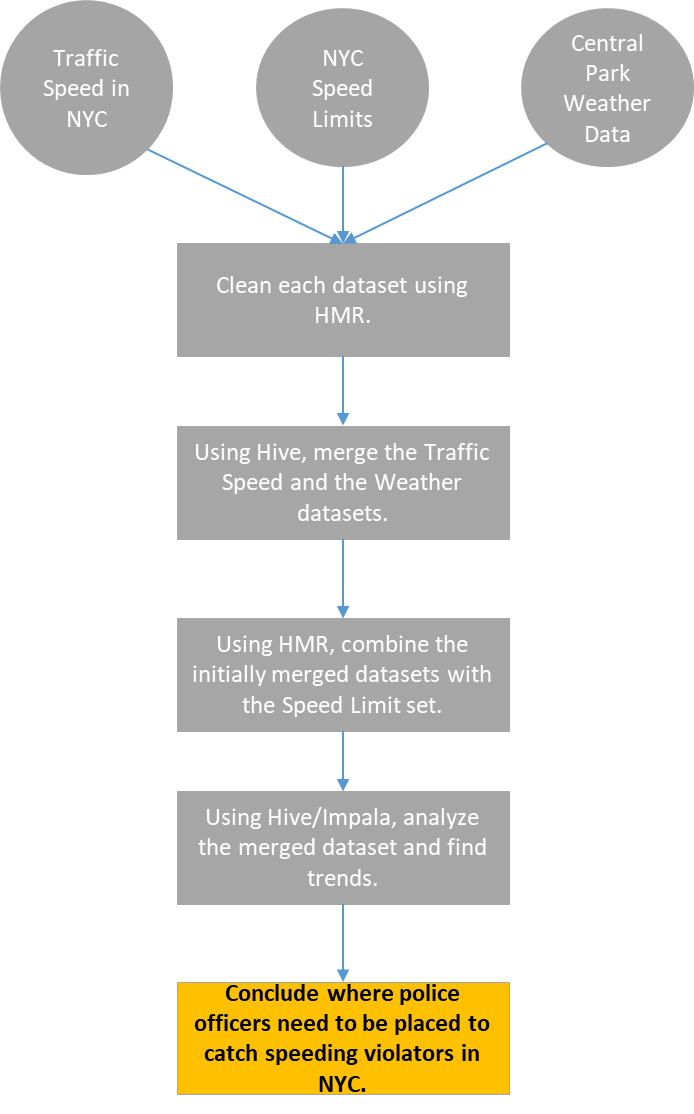 Traffic
Speed in
NYC
NYC
Speed
Limits
Central
Park
Weather
Data
Clean each dataset using
HMR.
Using Hive, merge the Traffic
Speed and the Weather
datasets.
Using HMR, combine the
initially merged datasets with
the Speed Limit set.
Using Hive/Impala, analyze
the merged dataset and find
trends.
Conclude where police
officers need to be placed to
catch speeding violators in
NYC.